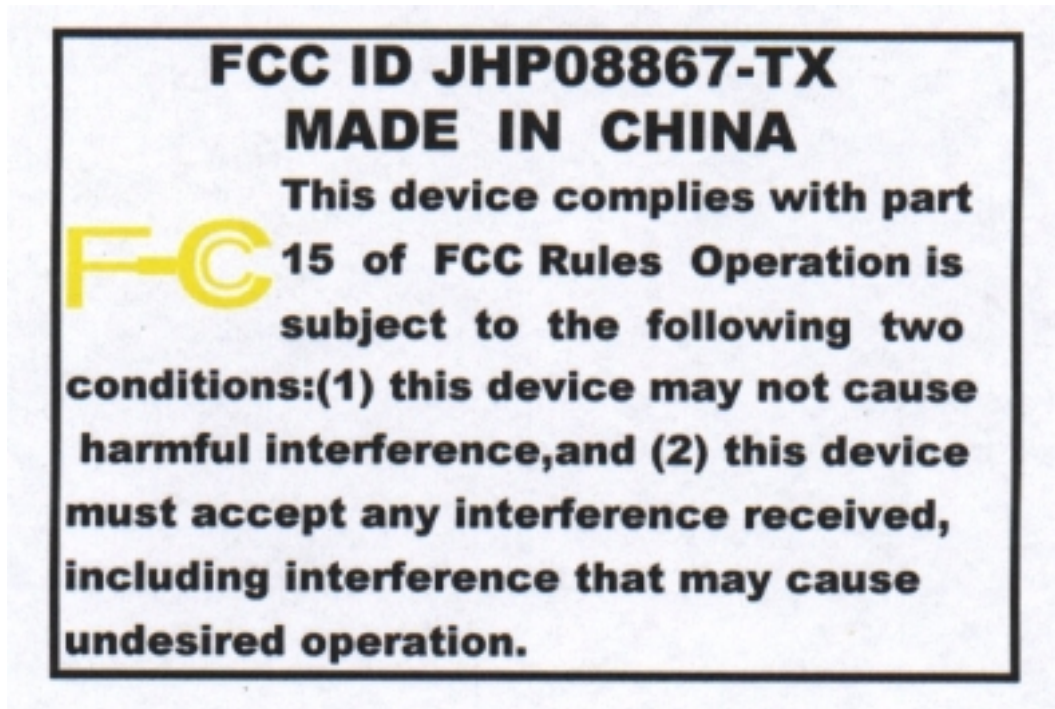 FCC ID JHP08867-TX
MADE IN CHINA
This device complies with part
FCC
15 of FCC Rules Operation is
subject to the following two
conditions:(1) this device may not cause
harmful interference,and (2) this device
must accept any interference received,
including interference that may cause
undesired operation.